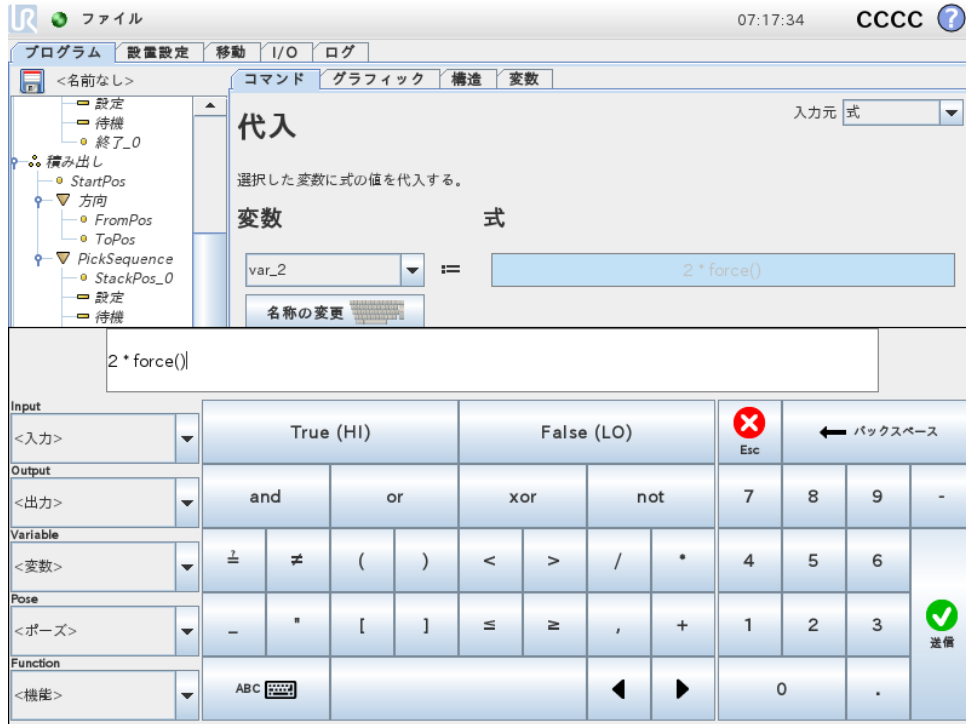 UR ファイル 07:17:34 CCCC ?
プログラム 設置設定 移動 I/O ログ
<名前なし>
コマンド グラフィック 構造 変数
設定
待機
終了_0
積み出し
StartPos
方向
FromPos
ToPos
PickSequence
StackPos_0
設定
待機
代入
入力元 式
選択した変数に式の値を代入する。
変数 式
var_2 := 2 * force()
名称の変更
2 * force()
Input
<入力>
True (HI) False (LO) Esc バックスペース
Output
<出力>
and or xor not 7 8 9 -
Variable
<変数>
≟ ≠ ( ) < > / * 4 5 6
Pose
<ポーズ>
_ " [ ] ≤ ≥ , + 1 2 3 送信
Function
<機能>
ABC 0 .